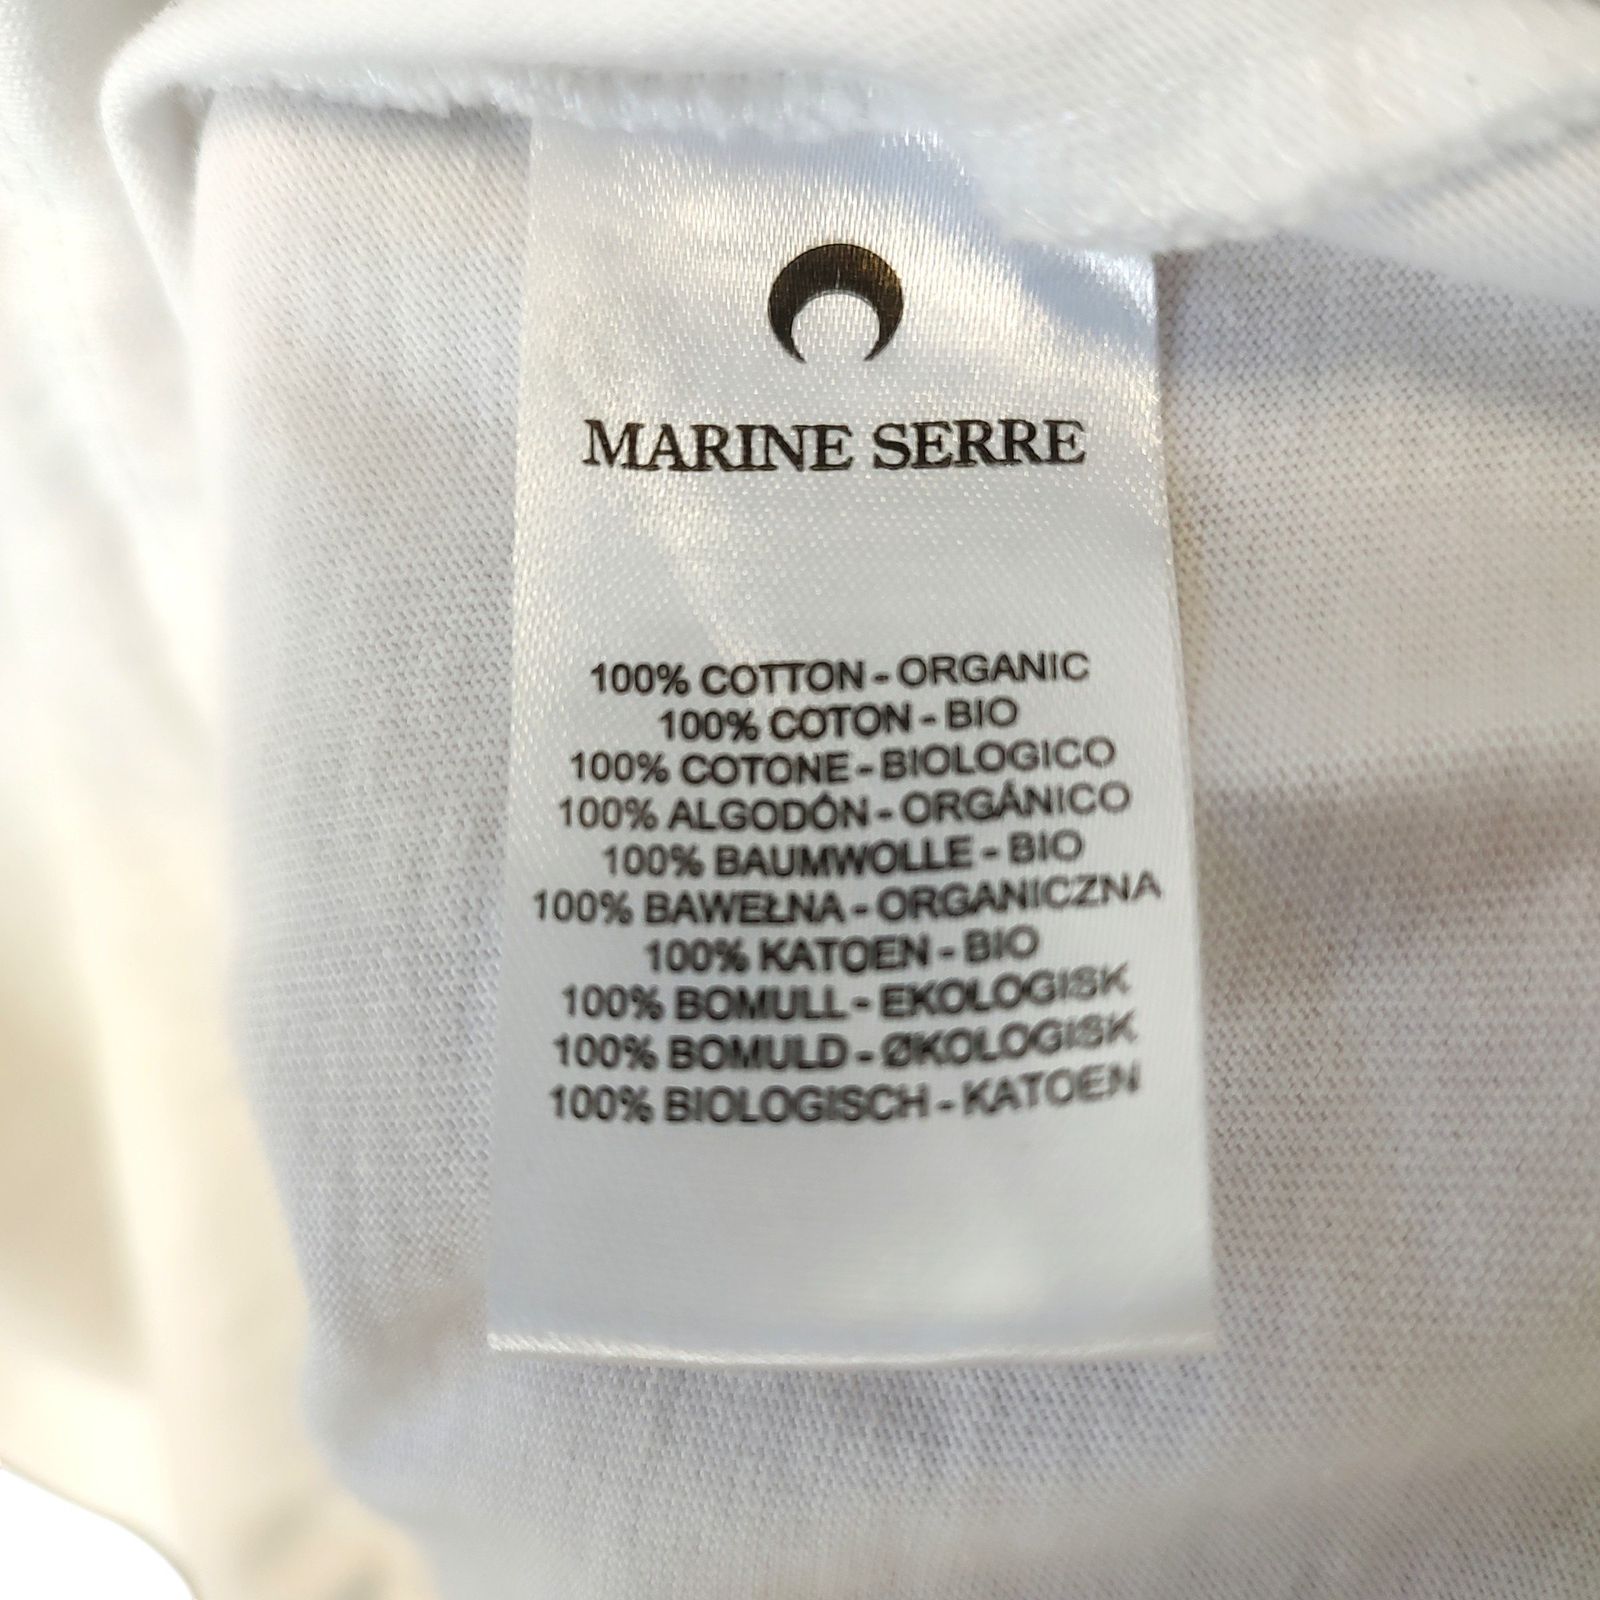 MARINE SERRE
100% COTTON - ORGANIC
100% COTON - BIO
100% COTONE - BIOLOGICO
100% ALGODÓN - ORGÁNICO
100% BAUMWOLLE - BIO
100% BAWEŁNA - ORGANICZNA
100% KATOEN - BIO
100% BOMULL - EKOLOGISK
100% BOMULD - ØKOLOGISK
100% BIOLOGISCH - KATOEN